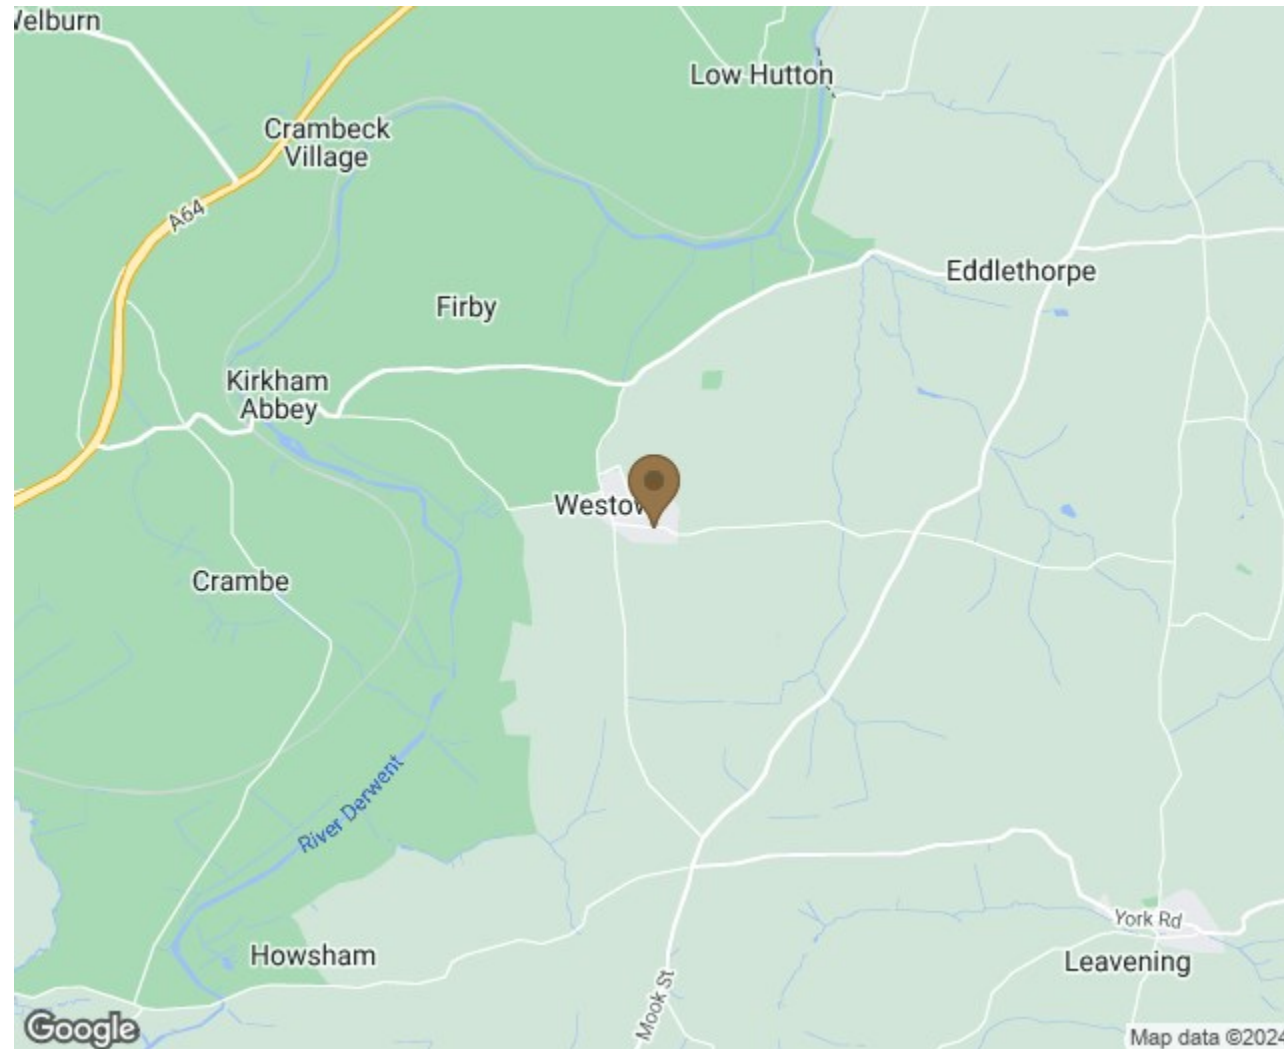 Welburn
Low Hutton
Crambeck
Village
A64
Eddlethorpe
Firby
Kirkham
Abbey
Westow
Crambe
River Derwent
York Rd
Howsham
Leavening
Mook St
Google
Map data ©2024